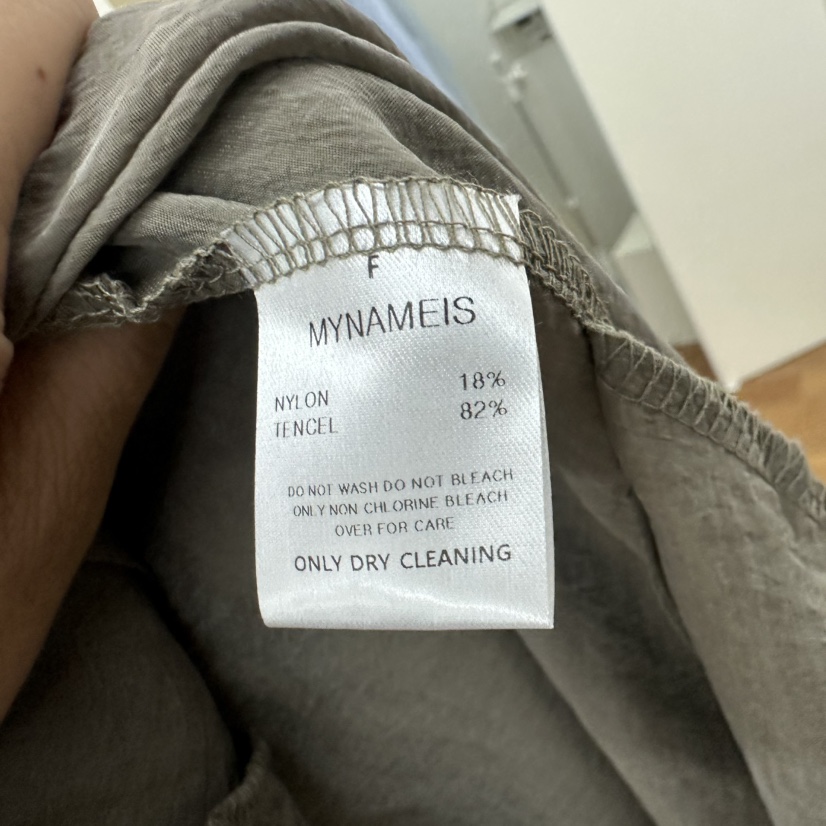 F
MYNAMEIS
NYLON 18%
TENCEL 82%
DO NOT WASH DO NOT BLEACH
ONLY NON CHLORINE BLEACH
OVER FOR CARE
ONLY DRY CLEANING